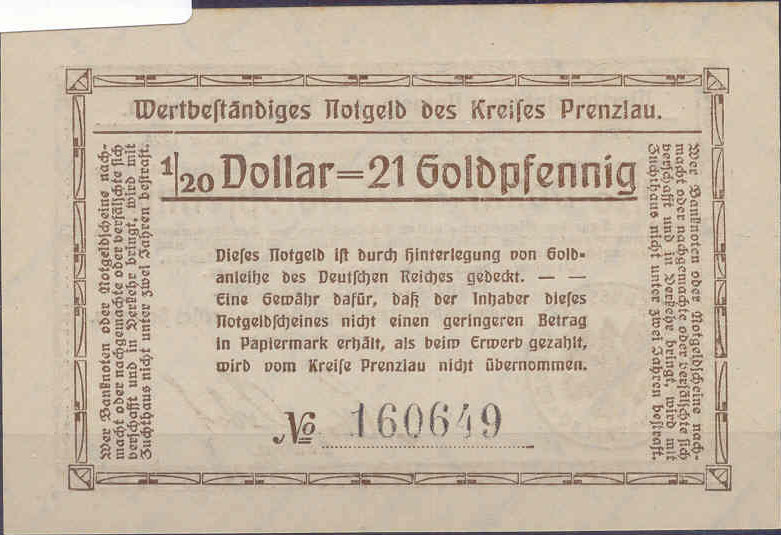 Wertbeſtändiges Notgeld des Kreiſes Prenzlau.
1/20 Dollar=21 Goldpfennig
Dieſes Notgeld iſt durch Hinterlegung von Gold-
anleihe des Deutſchen Reiches gedeckt. — —
Eine Gewähr dafür, daß der Inhaber dieſes
Notgeldſcheines nicht einen geringeren Betrag
in Papiermark erhält, als beim Erwerb gezahlt,
wird vom Kreiſe Prenzlau nicht übernommen.
№ 160649
Wer Banknoten oder Notgeldſcheine nach-
macht oder nachgemachte oder verfälſchte ſich
verſchafft und in Verkehr bringt, wird mit
Zuchthaus nicht unter zwei Jahren beſtraft.
Wer Banknoten oder Notgeldſcheine nach-
macht oder nachgemachte oder verfälſchte ſich
verſchafft und in Verkehr bringt, wird mit
Zuchthaus nicht unter zwei Jahren beſtraft.